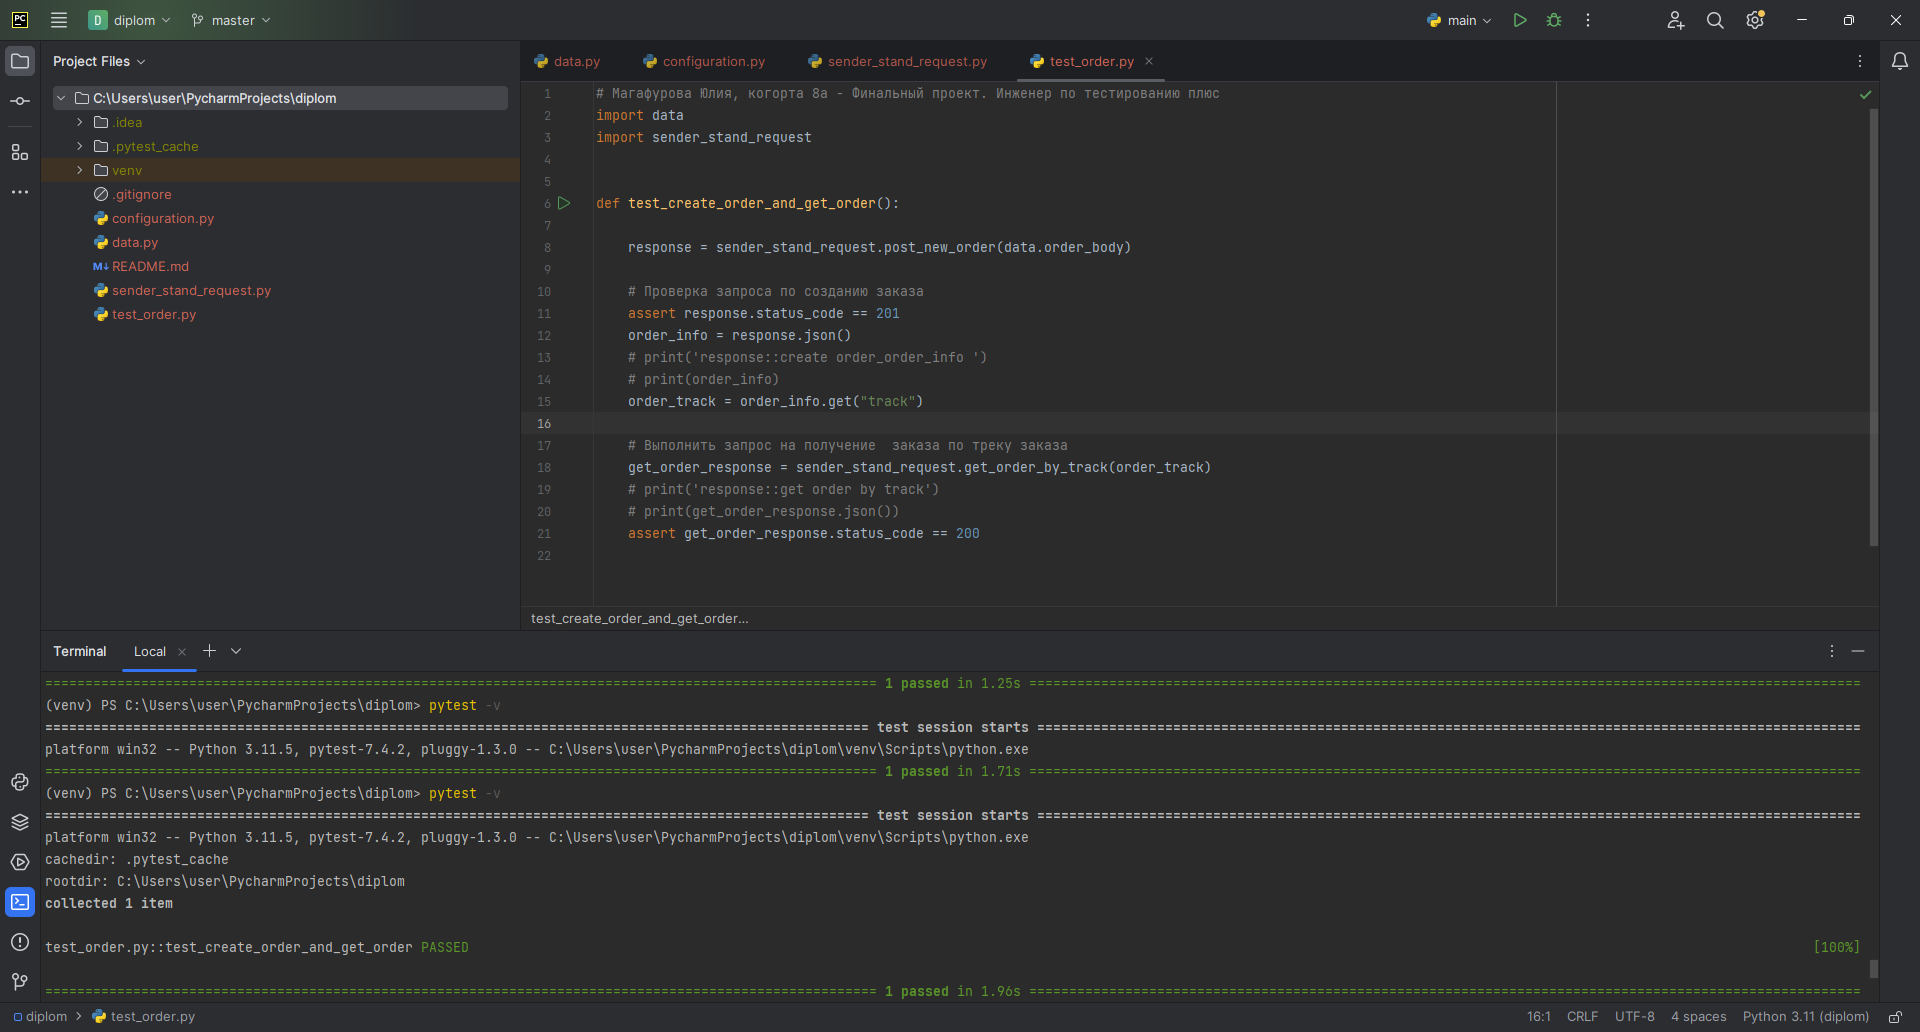 PC
D diplom
master
main
Project Files
C:\Users\user\PycharmProjects\diplom
.idea
.pytest_cache
venv
.gitignore
configuration.py
data.py
M↓ README.md
sender_stand_request.py
test_order.py
data.py
configuration.py
sender_stand_request.py
test_order.py
1 # Магафурова Юлия, когорта 8а - Финальный проект. Инженер по тестированию плюс
2 import data
3 import sender_stand_request
4
5
6 def test_create_order_and_get_order():
7
8 response = sender_stand_request.post_new_order(data.order_body)
9
10 # Проверка запроса по созданию заказа
11 assert response.status_code == 201
12 order_info = response.json()
13 # print('response::create order_order_info ')
14 # print(order_info)
15 order_track = order_info.get("track")
16
17 # Выполнить запрос на получение  заказа по треку заказа
18 get_order_response = sender_stand_request.get_order_by_track(order_track)
19 # print('response::get order by track')
20 # print(get_order_response.json())
21 assert get_order_response.status_code == 200
22
test_create_order_and_get_order...
Terminal
Local
1 passed in 1.25s
(venv) PS C:\Users\user\PycharmProjects\diplom> pytest -v
test session starts
platform win32 -- Python 3.11.5, pytest-7.4.2, pluggy-1.3.0 -- C:\Users\user\PycharmProjects\diplom\venv\Scripts\python.exe
1 passed in 1.71s
(venv) PS C:\Users\user\PycharmProjects\diplom> pytest -v
test session starts
platform win32 -- Python 3.11.5, pytest-7.4.2, pluggy-1.3.0 -- C:\Users\user\PycharmProjects\diplom\venv\Scripts\python.exe
cachedir: .pytest_cache
rootdir: C:\Users\user\PycharmProjects\diplom
collected 1 item
test_order.py::test_create_order_and_get_order PASSED [100%]
1 passed in 1.96s
diplom > test_order.py
16:1 CRLF UTF-8 4 spaces Python 3.11 (diplom)